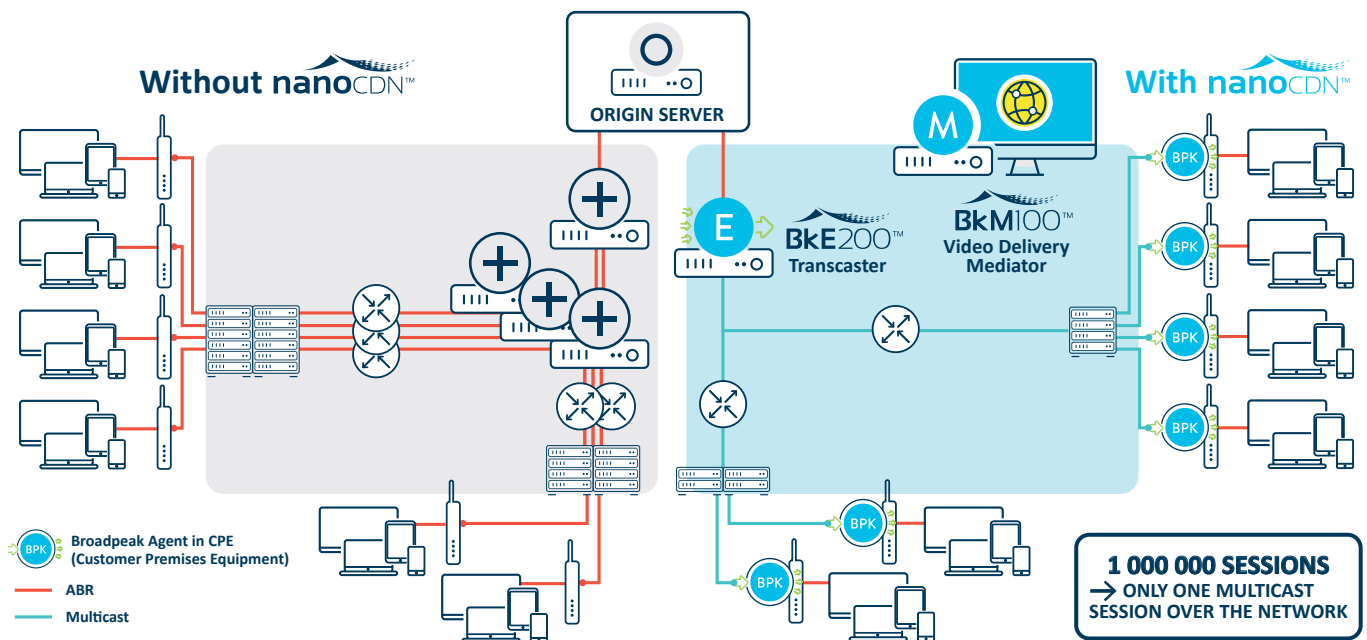 Without nanoCDN™
ORIGIN SERVER
With nanoCDN™
M
E
BkE200™
Transcaster
BkM100™
Video Delivery
Mediator
BPK
BPK
BPK
BPK
BPK
BPK
BPK
Broadpeak Agent in CPE
(Customer Premises Equipment)
ABR
Multicast
1 000 000 SESSIONS
→ ONLY ONE MULTICAST
SESSION OVER THE NETWORK